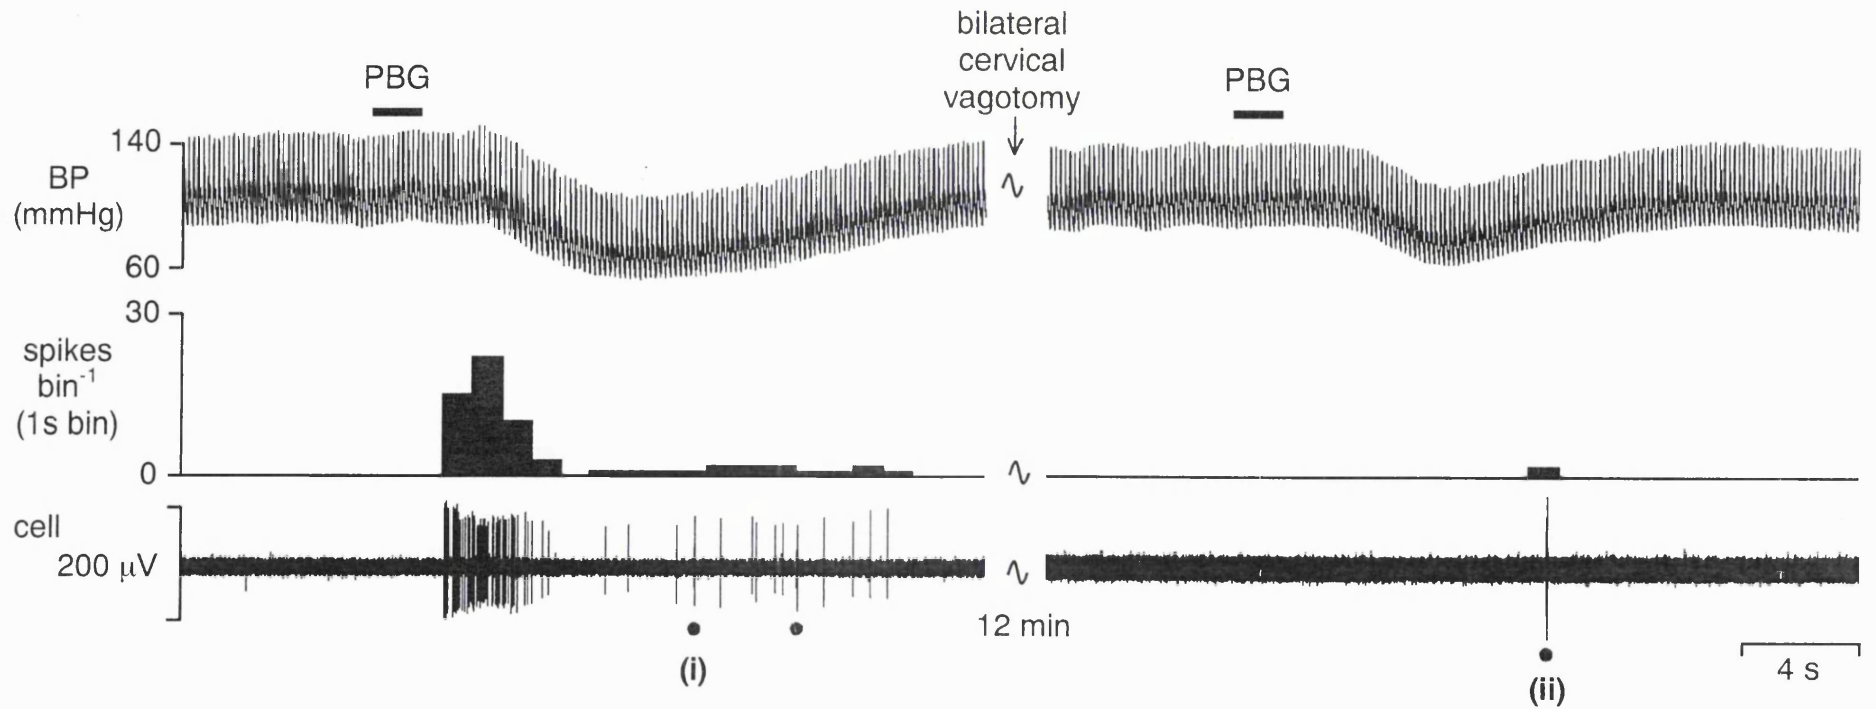 bilateral
cervical
vagotomy
PBG
PBG
140
BP
(mmHg)
60
30
spikes
bin⁻¹
(1s bin)
0
cell
200 μV
12 min
4 s
(i)
(ii)